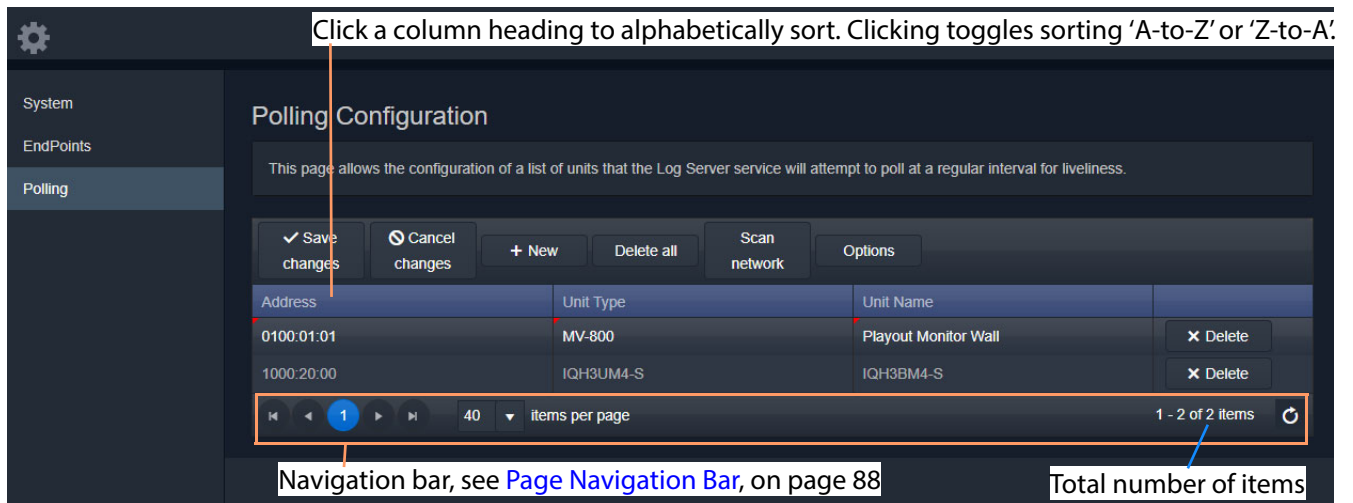 Click a column heading to alphabetically sort. Clicking toggles sorting ‘A-to-Z’ or ‘Z-to-A’.
System
EndPoints
Polling
Polling Configuration
This page allows the configuration of a list of units that the Log Server service will attempt to poll at a regular interval for liveliness.
Save changes
Cancel changes
+ New
Delete all
Scan network
Options
Address Unit Type Unit Name
0100:01:01 MV-800 Playout Monitor Wall Delete
1000:20:00 IQH3UM4-S IQH3BM4-S Delete
1 40 items per page 1 - 2 of 2 items
Navigation bar, see Page Navigation Bar, on page 88
Total number of items